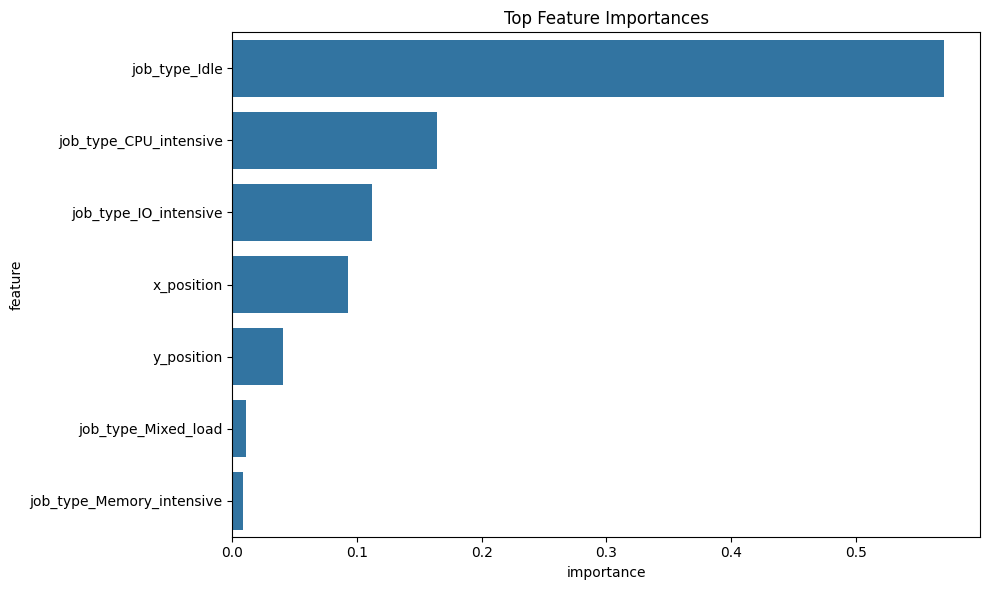 Top Feature Importances
feature
job_type_Idle
job_type_CPU_intensive
job_type_IO_intensive
x_position
y_position
job_type_Mixed_load
job_type_Memory_intensive
0.0 0.1 0.2 0.3 0.4 0.5
importance